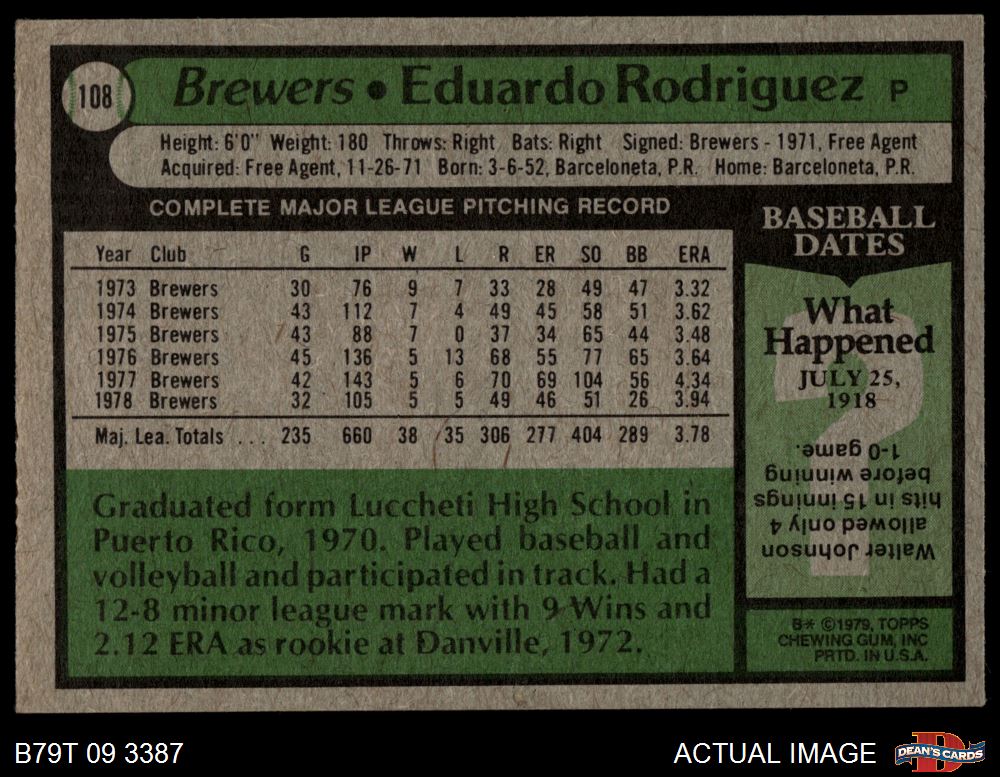 108
Brewers • Eduardo Rodriguez P
Height: 6'0" Weight: 180 Throws: Right Bats: Right Signed: Brewers - 1971, Free Agent
Acquired: Free Agent, 11-26-71 Born: 3-6-52, Barceloneta, P.R. Home: Barceloneta, P.R.
COMPLETE MAJOR LEAGUE PITCHING RECORD
Year Club G IP W L R ER SO BB ERA
1973 Brewers 30 76 9 7 33 28 49 47 3.32
1974 Brewers 43 112 7 4 49 45 58 51 3.62
1975 Brewers 43 88 7 0 37 34 65 44 3.48
1976 Brewers 45 136 5 13 68 55 77 65 3.64
1977 Brewers 42 143 5 6 70 69 104 56 4.34
1978 Brewers 32 105 5 5 49 46 51 26 3.94
Maj. Lea. Totals ... 235 660 38 35 306 277 404 289 3.78
Graduated form Luccheti High School in
Puerto Rico, 1970. Played baseball and
volleyball and participated in track. Had a
12-8 minor league mark with 9 Wins and
2.12 ERA as rookie at Danville, 1972.
BASEBALL
DATES
What
Happened
JULY 25,
1918
?
Walter Johnson
allowed only 4
hits in 15 innings
before winning
1-0 game.
B* ©1979, TOPPS
CHEWING GUM, INC
PRTD. IN U.S.A.
B79T 09 3387
ACTUAL IMAGE
D
DEAN'S CARDS